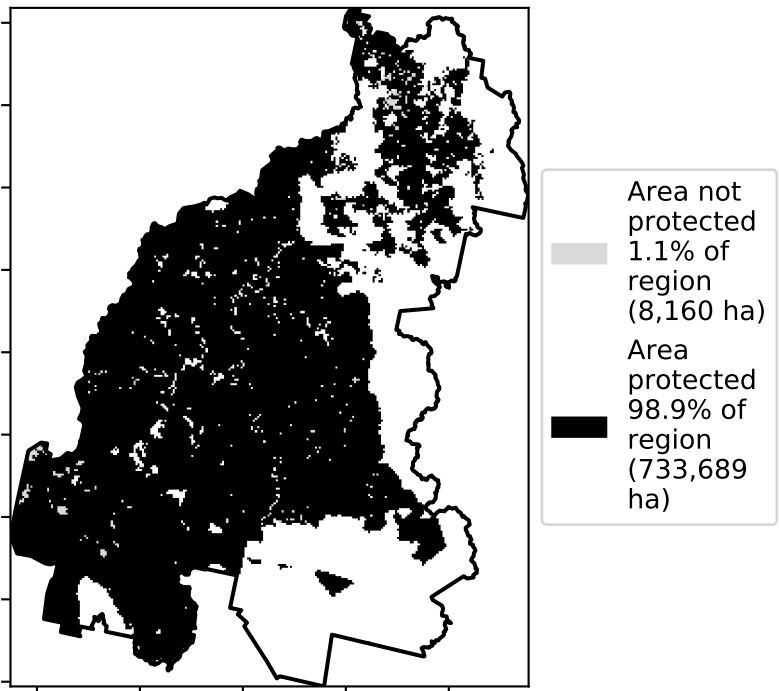 Area not
protected
1.1% of
region
(8,160 ha)
Area
protected
98.9% of
region
(733,689
ha)